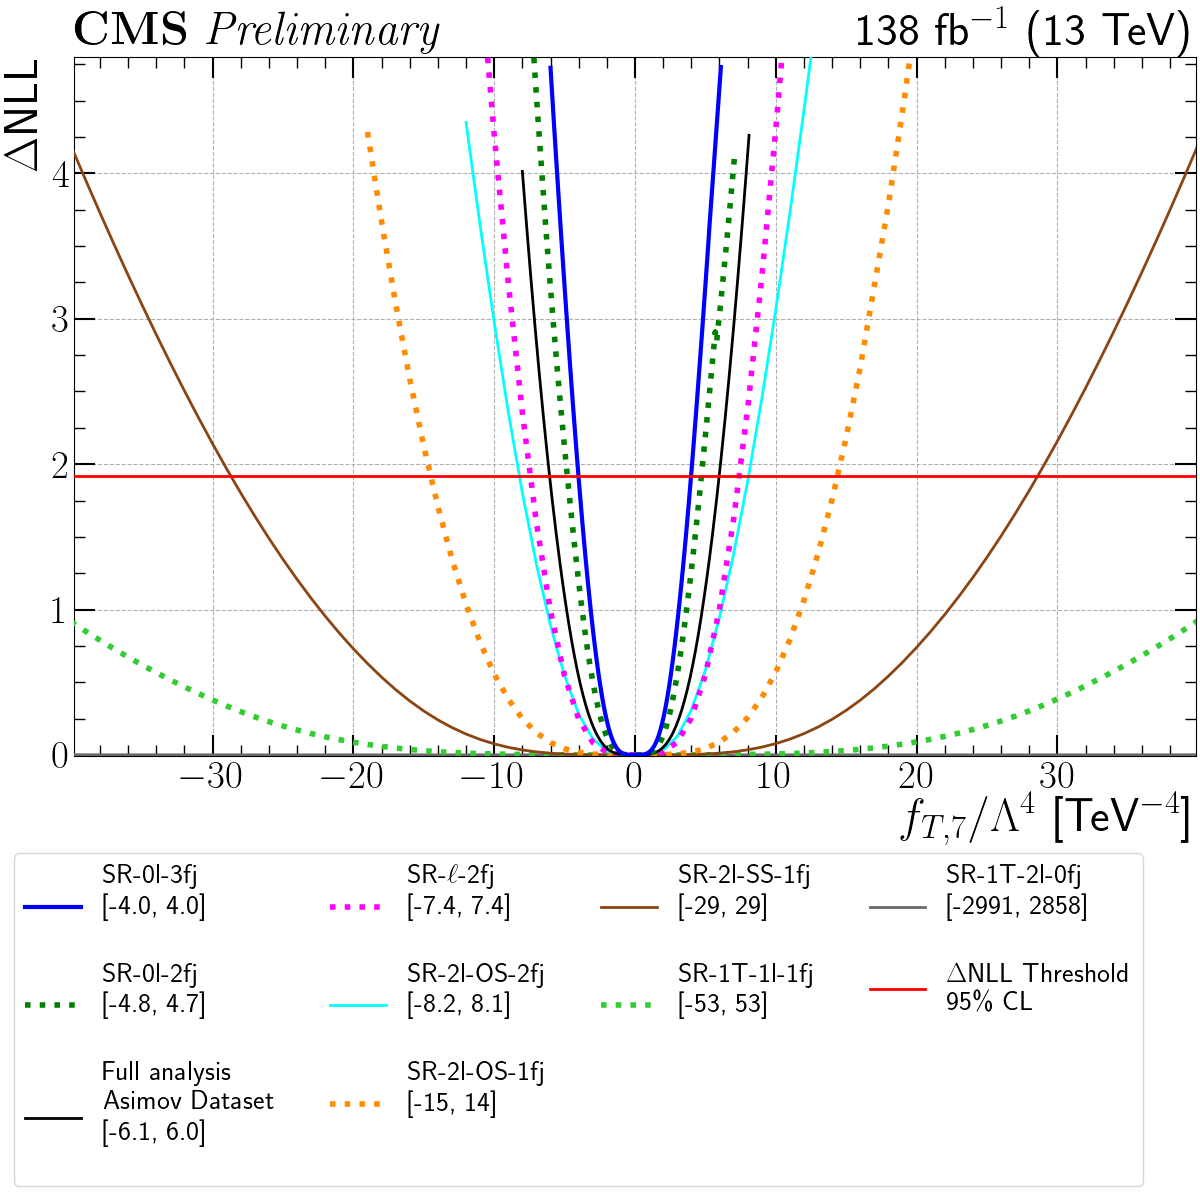 CMS Preliminary
138 fb⁻¹ (13 TeV)
ΔNLL
4
3
2
1
0
−30 −20 −10 0 10 20 30
f_{T,7}/Λ⁴ [TeV⁻⁴]
SR-0l-3fj
[-4.0, 4.0]
SR-0l-2fj
[-4.8, 4.7]
Full analysis
Asimov Dataset
[-6.1, 6.0]
SR-ℓ-2fj
[-7.4, 7.4]
SR-2l-OS-2fj
[-8.2, 8.1]
SR-2l-OS-1fj
[-15, 14]
SR-2l-SS-1fj
[-29, 29]
SR-1T-1l-1fj
[-53, 53]
SR-1T-2l-0fj
[-2991, 2858]
ΔNLL Threshold
95% CL